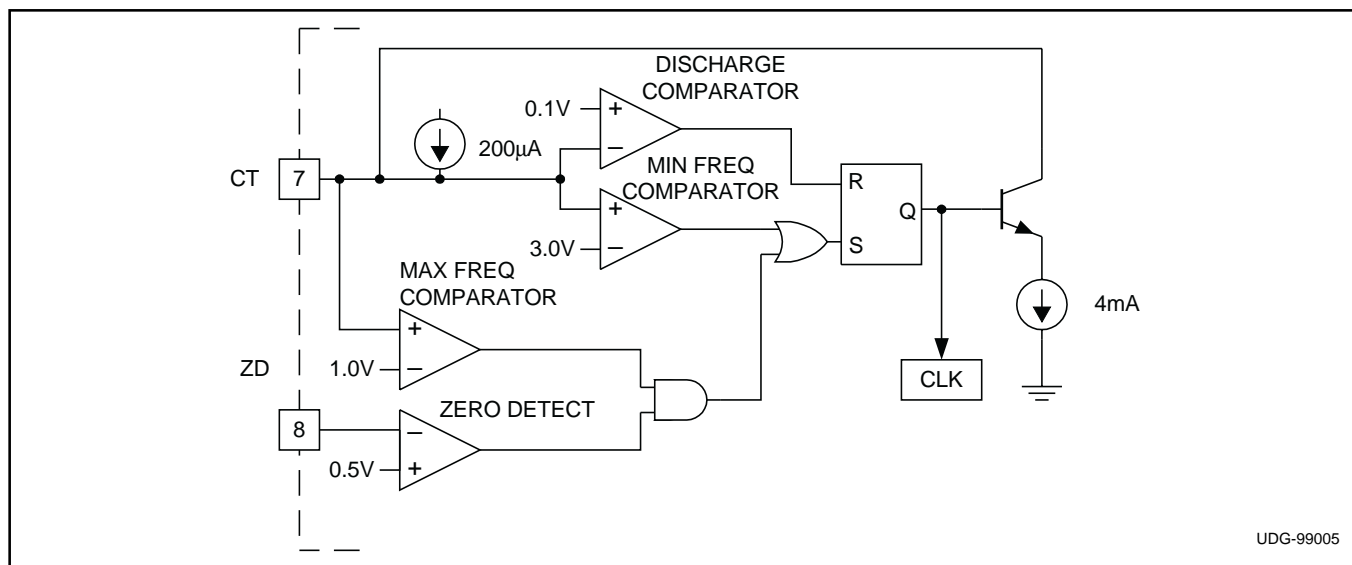 DISCHARGE
COMPARATOR
0.1V
+
−
200µA
CT
7
MIN FREQ
COMPARATOR
+
−
3.0V
R
S
Q
MAX FREQ
COMPARATOR
+
−
1.0V
4mA
CLK
ZD
8
ZERO DETECT
−
+
0.5V
UDG-99005